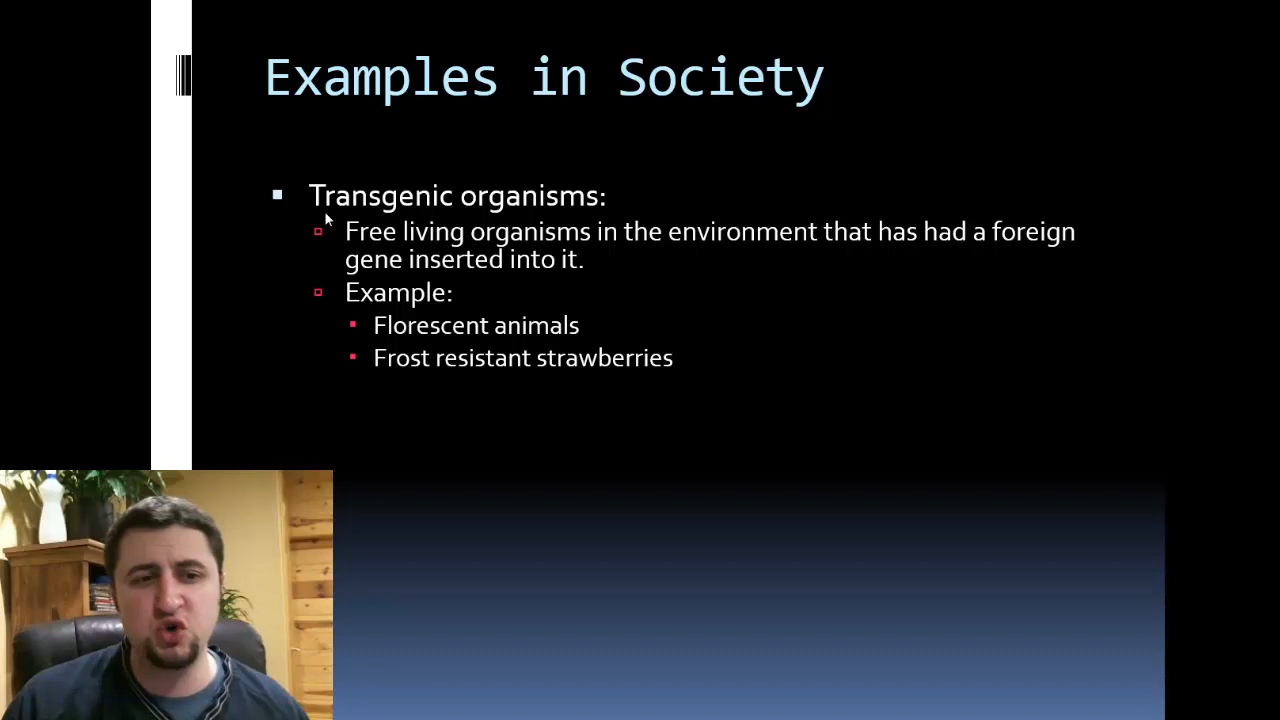 Examples in Society
Transgenic organisms:
Free living organisms in the environment that has had a foreign
gene inserted into it.
Example:
Florescent animals
Frost resistant strawberries